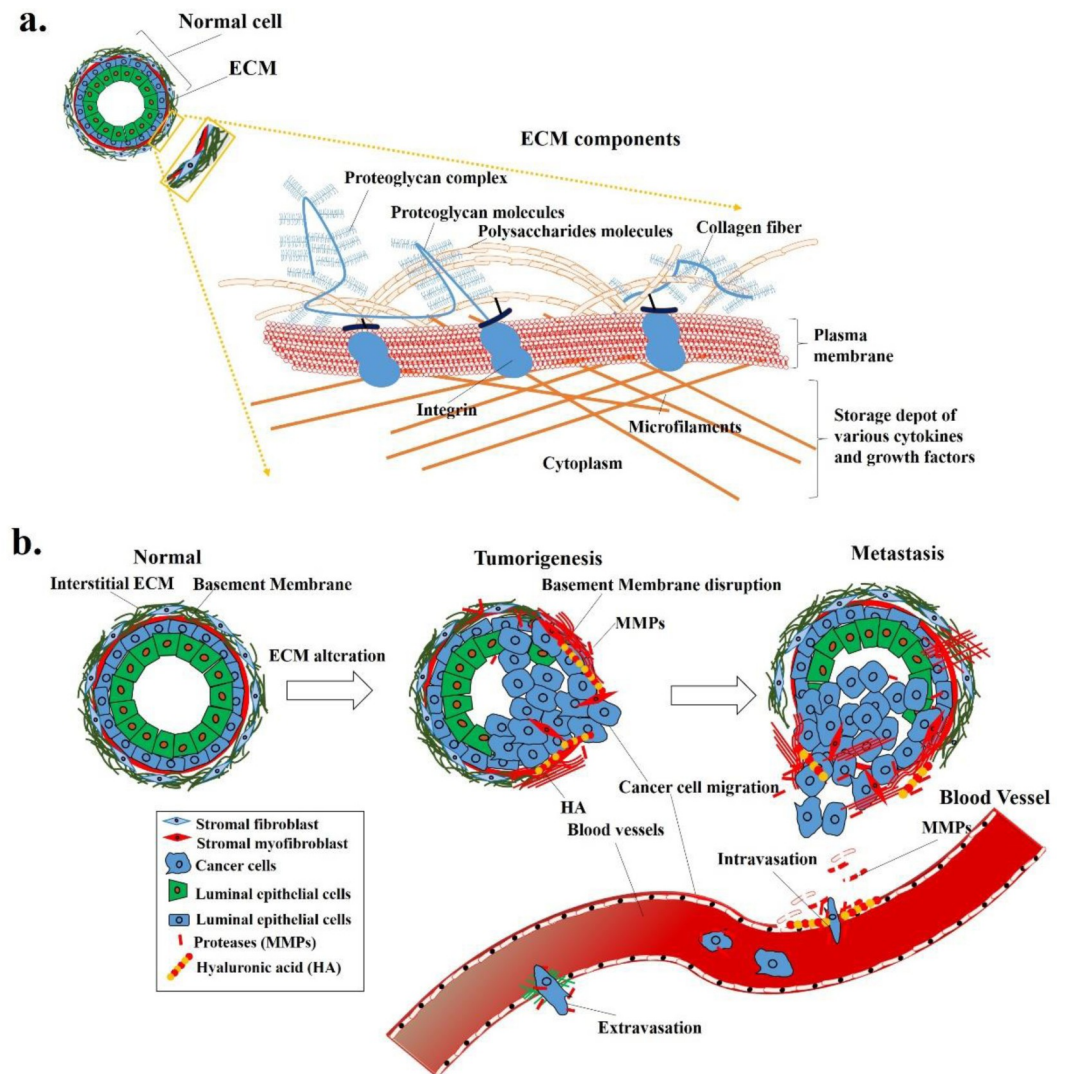 a.
Normal cell
ECM
ECM components
Proteoglycan complex
Proteoglycan molecules
Polysaccharides molecules
Collagen fiber
Plasma
membrane
Integrin
Microfilaments
Cytoplasm
Storage depot of
various cytokines
and growth factors
b.
Normal
Interstitial ECM
Basement Membrane
ECM alteration
Tumorigenesis
Basement Membrane disruption
MMPs
HA
Metastasis
Cancer cell migration
Blood vessels
Blood Vessel
MMPs
Intravasation
Extravasation
Stromal fibroblast
Stromal myofibroblast
Cancer cells
Luminal epithelial cells
Luminal epithelial cells
Proteases (MMPs)
Hyaluronic acid (HA)